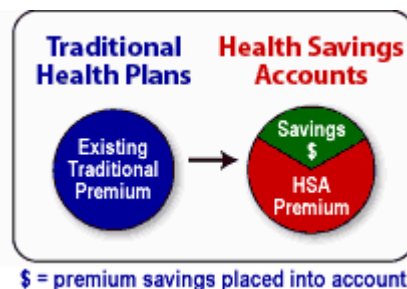 Traditional
Health Plans
Health Savings
Accounts
Existing
Traditional
Premium
Savings
$
HSA
Premium
$ = premium savings placed into account